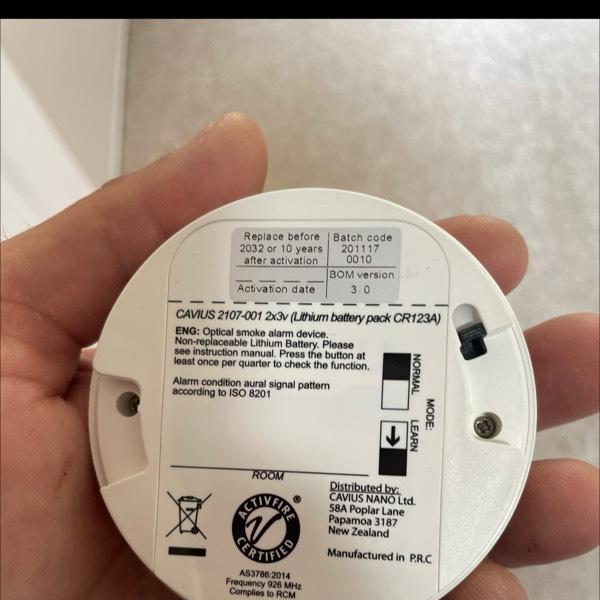 Replace before
2032 or 10 years
after activation
Batch code
201117
0010
Activation date
BOM version
3.0
CAVIUS 2107-001 2x3v (Lithium battery pack CR123A)
ENG: Optical smoke alarm device.
Non-replaceable Lithium Battery. Please
see instruction manual. Press the button at
least once per quarter to check the function.
Alarm condition aural signal pattern
according to ISO 8201
MODE:
NORMAL
LEARN
ROOM
ACTIVFIRE
®
CERTIFIED
AS3786:2014
Frequency 926 MHz
Complies to RCM
Distributed by:
CAVIUS NANO Ltd.
58A Poplar Lane
Papamoa 3187
New Zealand
Manufactured in P.R.C